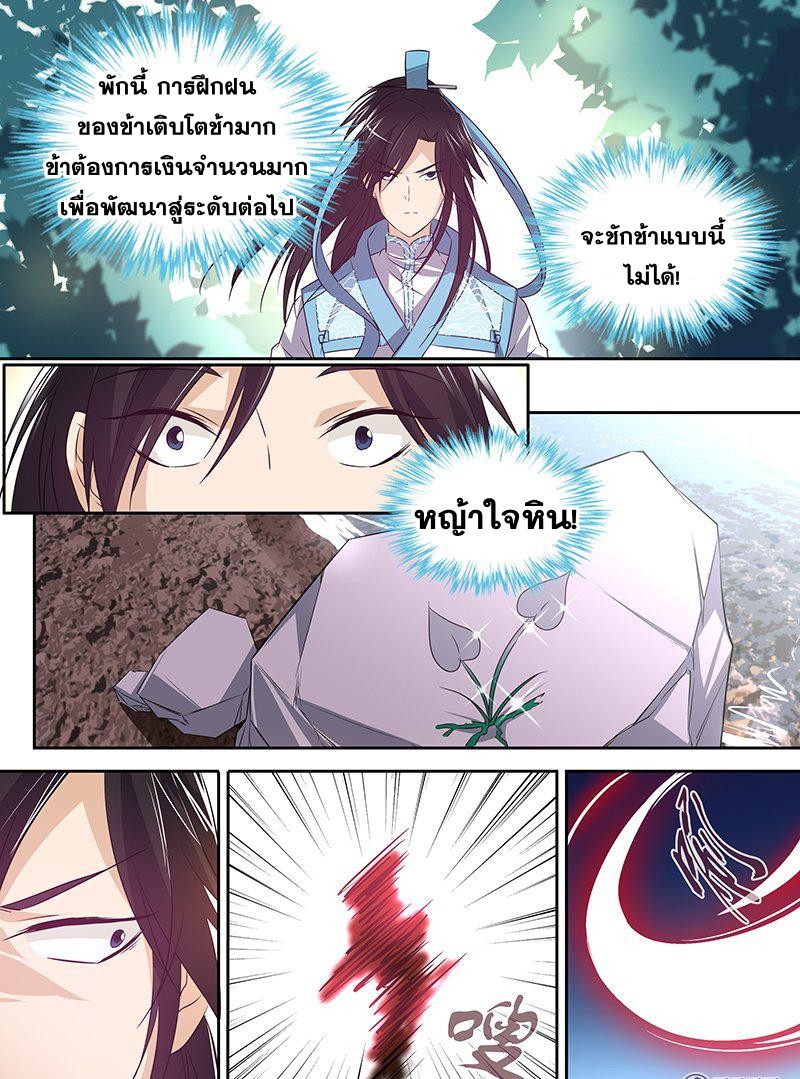 พักนี้ การฝึกฝน
ของข้าเติบโตช้ามาก
ข้าต้องการเงินจำนวนมาก
เพื่อพัฒนาสู่ระดับต่อไป
จะชักช้าแบบนี้
ไม่ได้!
หญ้าใจหิน!
嗖